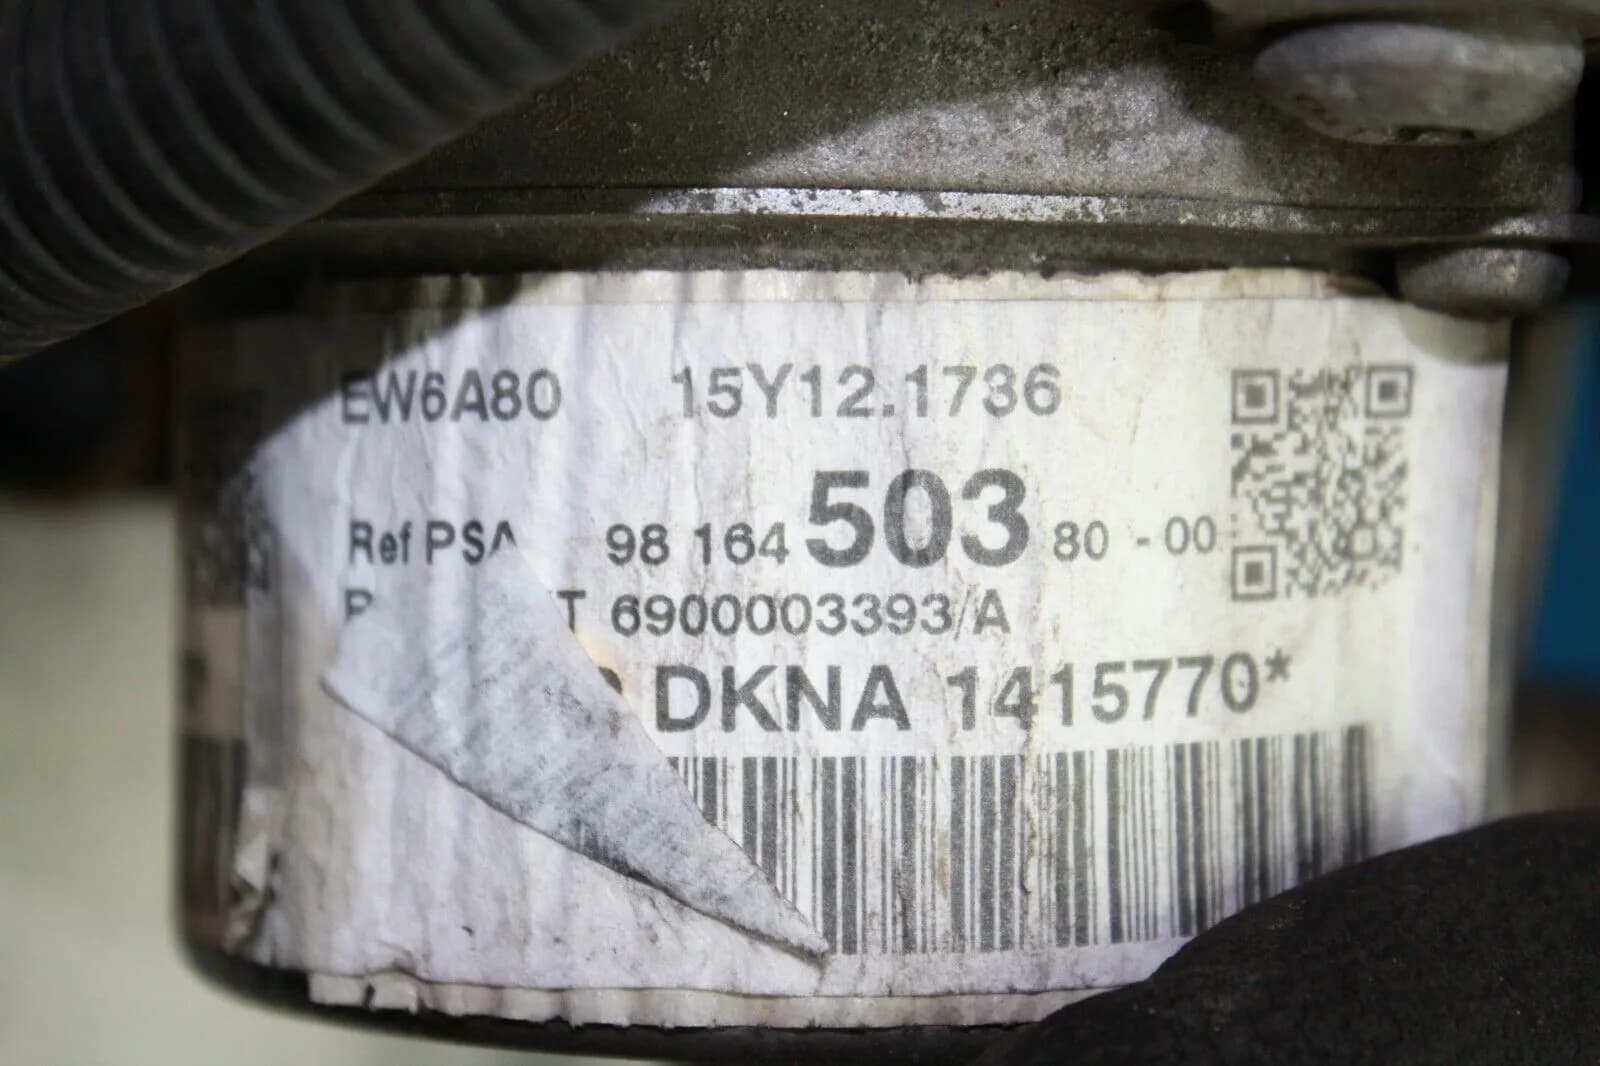 EW6A80 15Y12.1736
Ref PSA 98 164 503 80 - 00
6900003393/A
DKNA 1415770*